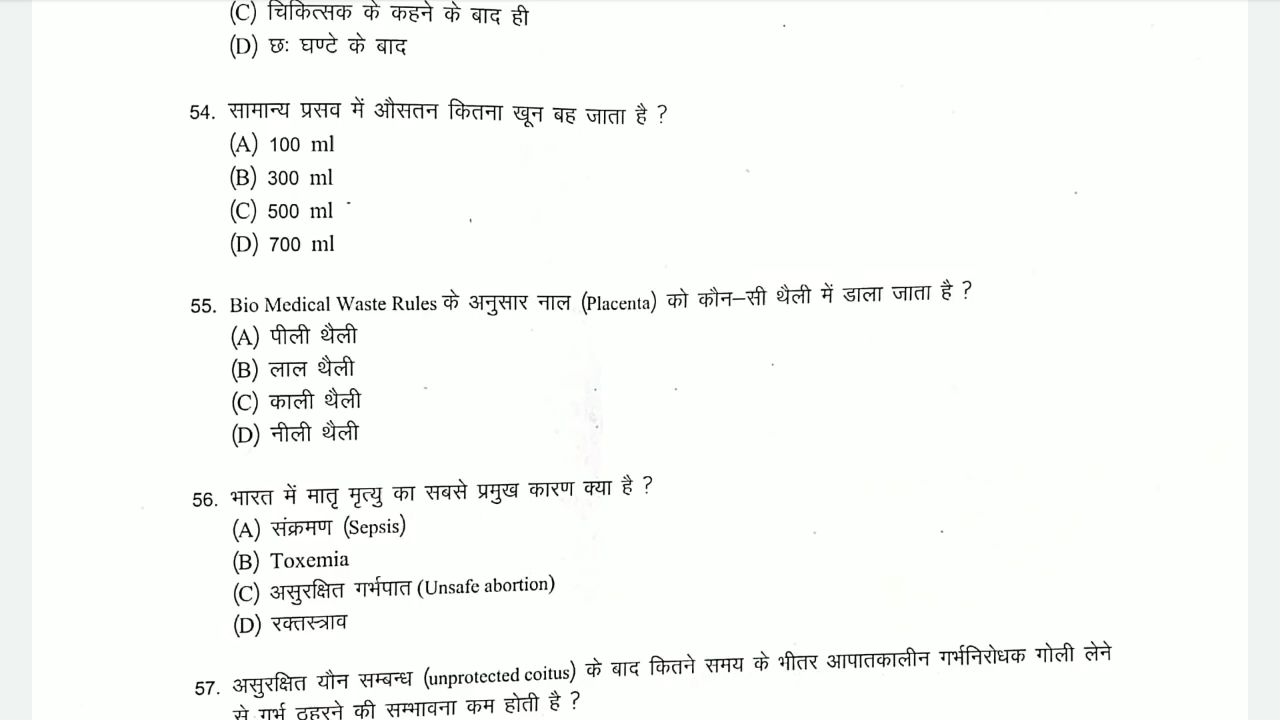 (C) चिकित्सक के कहने के बाद ही
(D) छः घण्टे के बाद
54. सामान्य प्रसव में औसतन कितना खून बह जाता है ?
(A) 100 ml
(B) 300 ml
(C) 500 ml
(D) 700 ml
55. Bio Medical Waste Rules के अनुसार नाल (Placenta) को कौन–सी थैली में डाला जाता है ?
(A) पीली थैली
(B) लाल थैली
(C) काली थैली
(D) नीली थैली
56. भारत में मातृ मृत्यु का सबसे प्रमुख कारण क्या है ?
(A) संक्रमण (Sepsis)
(B) Toxemia
(C) असुरक्षित गर्भपात (Unsafe abortion)
(D) रक्तस्त्राव
57. असुरक्षित यौन सम्बन्ध (unprotected coitus) के बाद कितने समय के भीतर आपातकालीन गर्भनिरोधक गोली लेने
से गर्भ ठहरने की सम्भावना कम होती है ?